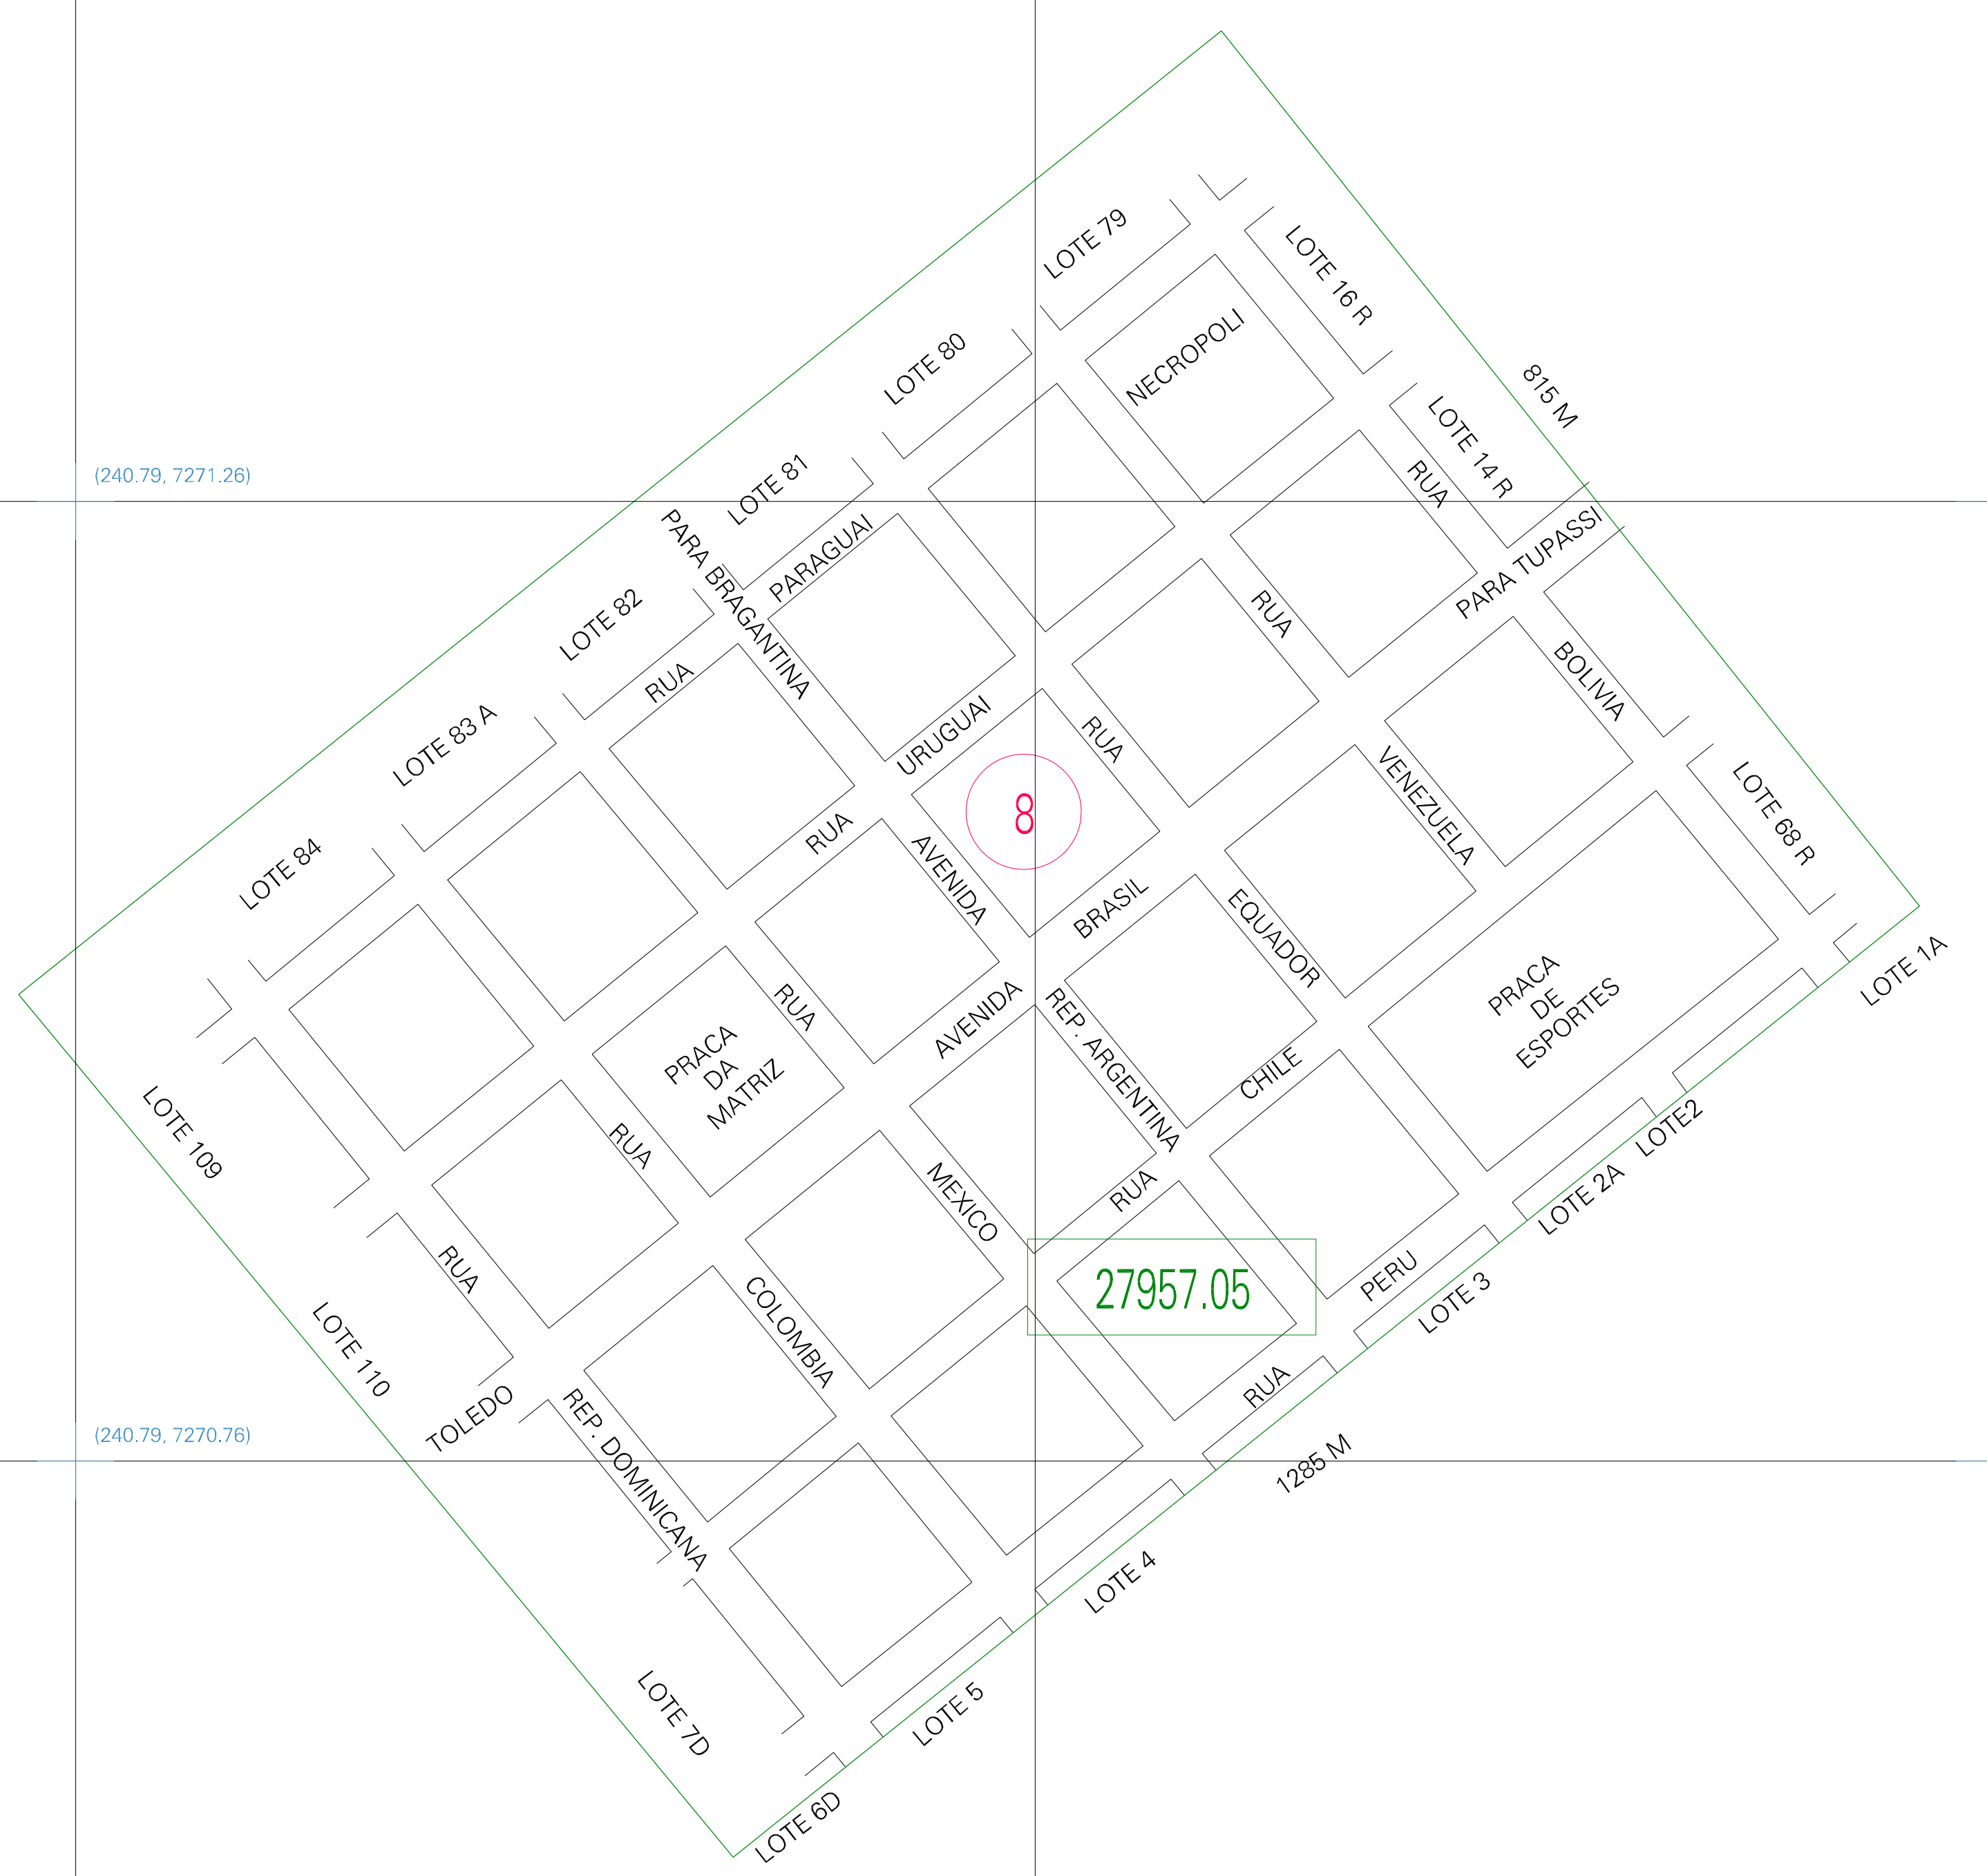 LOTE 79
LOTE 16 R
NECROPOLI
LOTE 80
815 M
LOTE 14 R
RUA
LOTE 81
(240.79, 7271.26)
PARA BRAGANTINA
PARAGUAI
PARA TUPASSI
LOTE 82
RUA
RUA
BOLIVIA
LOTE 83 A
URUGUAI
RUA
VENEZUELA
8
LOTE 68 R
LOTE 84
RUA
AVENIDA
BRASIL
EQUADOR
LOTE 1A
PRACA
DE
ESPORTES
RUA
AVENIDA
REP. ARGENTINA
PRACA
DA
MATRIZ
CHILE
LOTE 109
RUA
LOTE2
MEXICO
RUA
LOTE 2A
RUA
27957.05
PERU
LOTE 3
LOTE 110
COLOMBIA
RUA
TOLEDO
(240.79, 7270.76)
1285 M
REP. DOMINICANA
LOTE 4
LOTE 7D
LOTE 5
LOTE 6D